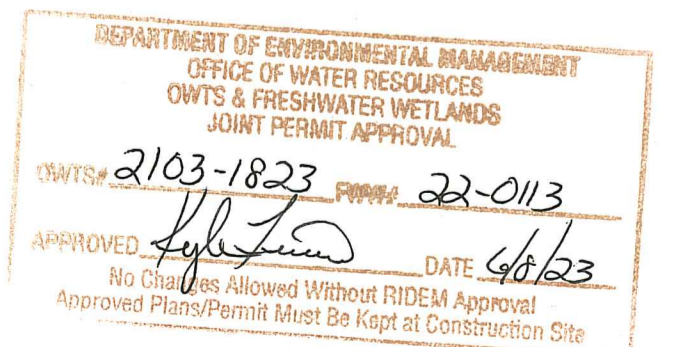 DEPARTMENT OF ENVIRONMENTAL MANAGEMENT
OFFICE OF WATER RESOURCES
OWTS & FRESHWATER WETLANDS
JOINT PERMIT APPROVAL
OWTS# 2103-1823 FWW# 22-0113
APPROVED Kyle DATE 6/8/23
No Changes Allowed Without RIDEM Approval
Approved Plans/Permit Must Be Kept at Construction Site